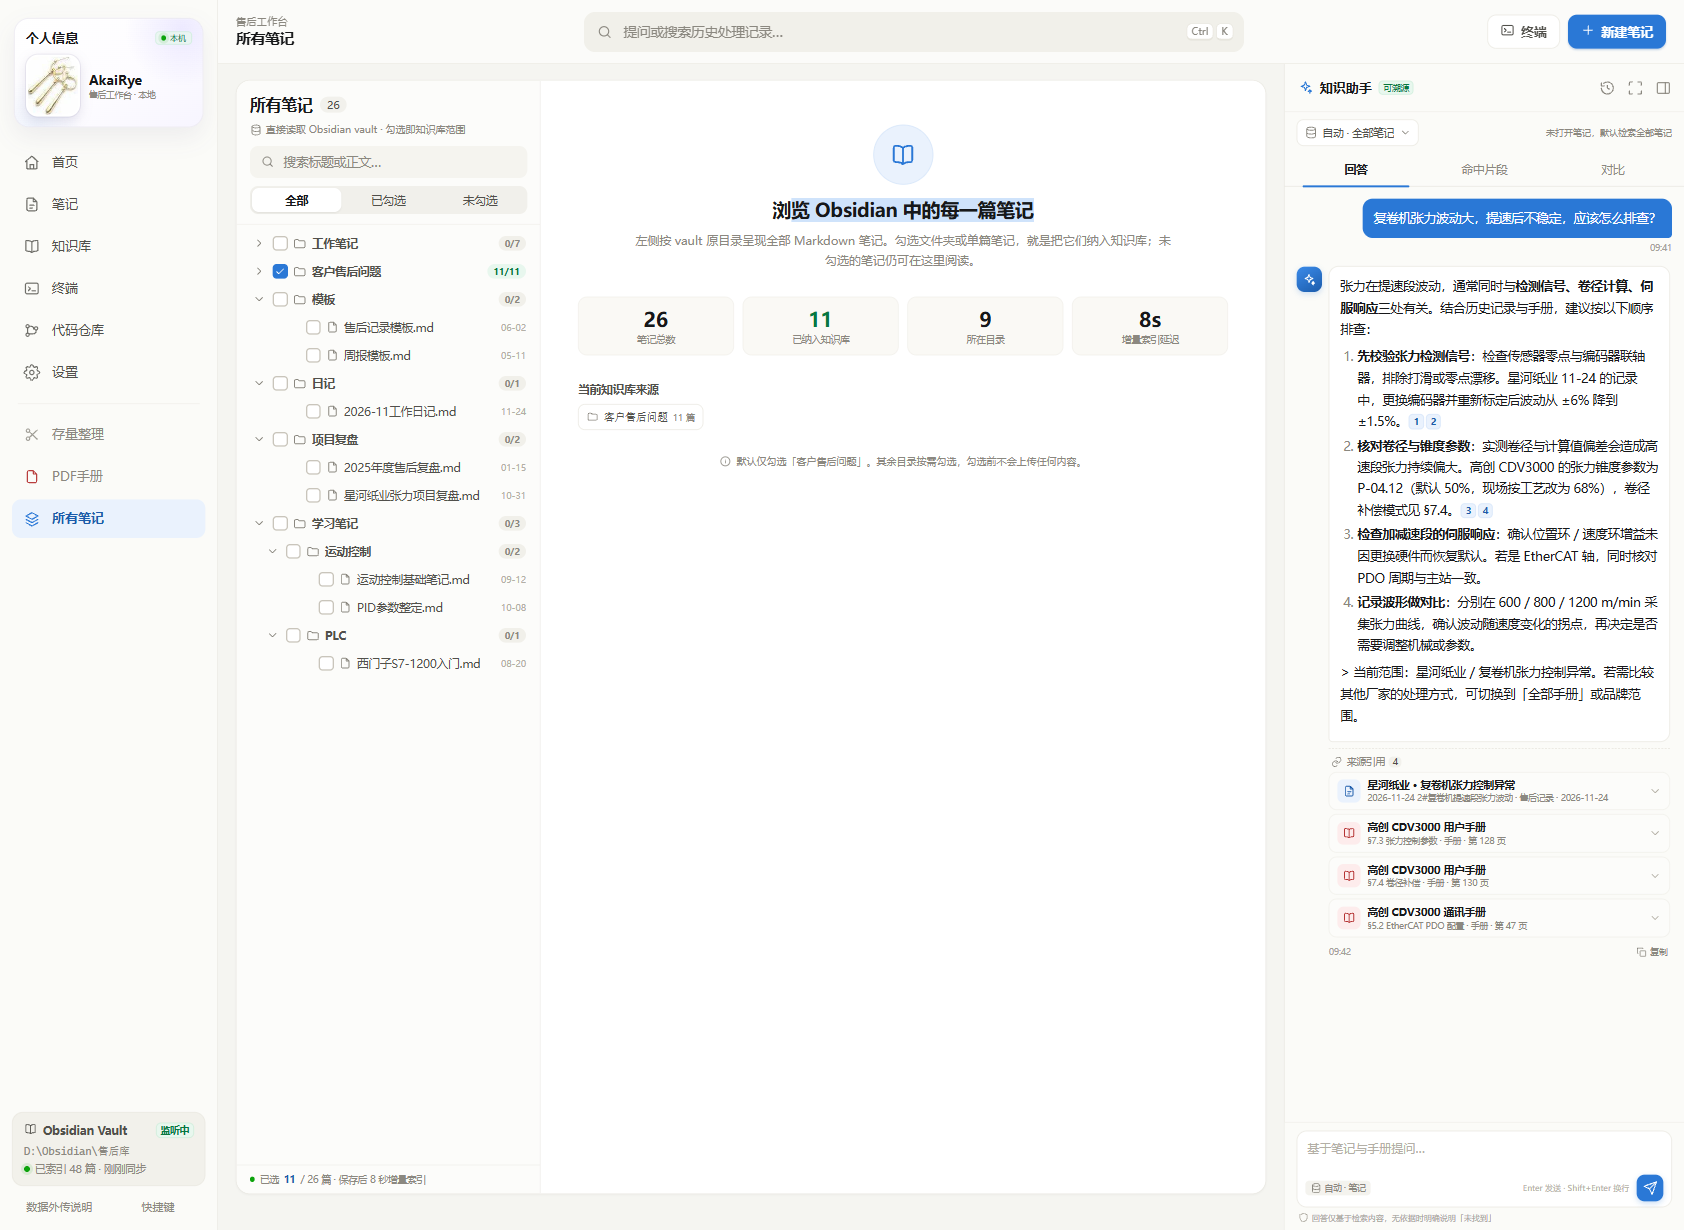 个人信息
本机
AkaiRye
售后工作台 · 本地
首页
笔记
知识库
终端
代码仓库
设置
存量整理
PDF手册
所有笔记
Obsidian Vault
监听中
D:\Obsidian\售后库
已索引 48 篇 · 刚刚同步
数据外传说明
快捷键
售后工作台
所有笔记
提问或搜索历史处理记录...
Ctrl K
终端
新建笔记
所有笔记 26
直接读取 Obsidian vault · 勾选即知识库范围
搜索标题或正文...
全部
已勾选
未勾选
工作笔记 0/7
客户售后问题 11/11
模板 0/2
售后记录模板.md 06-02
周报模板.md 05-11
日记 0/1
2026-11工作日记.md 11-24
项目复盘 0/2
2025年度售后复盘.md 01-15
星河纸业张力项目复盘.md 10-31
学习笔记 0/3
运动控制 0/2
运动控制基础笔记.md 09-12
PID参数整定.md 10-08
PLC 0/1
西门子S7-1200入门.md 08-20
已选 11 / 26 篇 · 保存后 8 秒增量索引
浏览 Obsidian 中的每一篇笔记
左侧按 vault 原目录呈现全部 Markdown 笔记。勾选文件夹或单篇笔记，就是把它们纳入知识库；未
勾选的笔记仍可在这里阅读。
26
笔记总数
11
已纳入知识库
9
所在目录
8s
增量索引延迟
当前知识库来源
客户售后问题 11 篇
默认仅勾选「客户售后问题」。其余目录按需勾选，勾选前不会上传任何内容。
知识助手
可溯源
自动 · 全部笔记
未打开笔记，默认检索全部笔记
回答
命中片段
对比
复卷机张力波动大，提速后不稳定，应该怎么排查？
09:41
张力在提速段波动，通常同时与检测信号、卷径计算、伺
服响应三处有关。结合历史记录与手册，建议按以下顺序
排查：
1. 先校验张力检测信号：检查传感器零点与编码器联轴
器，排除打滑或零点漂移。星河纸业 11-24 的记录
中，更换编码器并重新标定后波动从 ±6% 降到
±1.5%。 1 2
2. 核对卷径与锥度参数：实测卷径与计算值偏差会造成高
速段张力持续偏大。高创 CDV3000 的张力锥度参数为
P-04.12（默认 50%，现场按工艺改为 68%），卷径
补偿模式见 §7.4。 3 4
3. 检查加减速段的伺服响应：确认位置环 / 速度环增益未
因更换硬件而恢复默认。若是 EtherCAT 轴，同时核对
PDO 周期与主站一致。
4. 记录波形做对比：分别在 600 / 800 / 1200 m/min 采
集张力曲线，确认波动随速度变化的拐点，再决定是否
需要调整机械或参数。
> 当前范围：星河纸业 / 复卷机张力控制异常。若需比较
其他厂家的处理方式，可切换到「全部手册」或品牌范
围。
来源引用 4
星河纸业 · 复卷机张力控制异常
2026-11-24 2#复卷机提速段张力波动 · 售后记录 · 2026-11-24
高创 CDV3000 用户手册
§7.3 张力控制参数 · 手册 · 第 128 页
高创 CDV3000 用户手册
§7.4 卷径补偿 · 手册 · 第 130 页
高创 CDV3000 通讯手册
§5.2 EtherCAT PDO 配置 · 手册 · 第 47 页
09:42
复制
基于笔记与手册提问...
自动 · 笔记
Enter 发送 · Shift+Enter 换行
回答仅基于检索内容，无依据时明确说明「未找到」